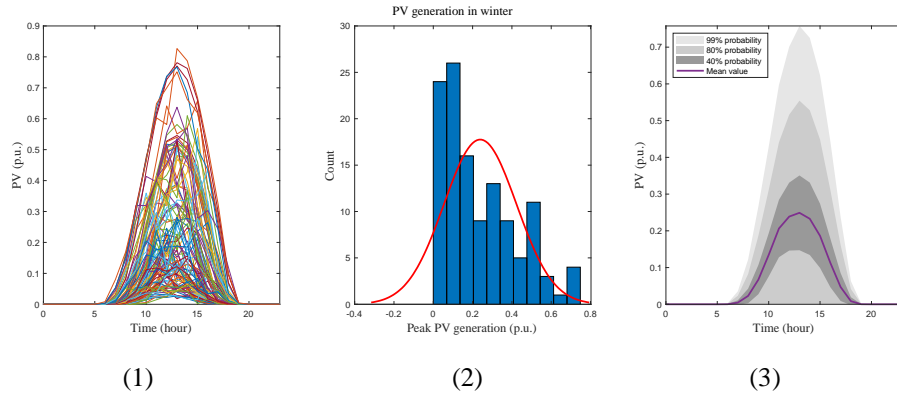 PV generation in winter
0.9
0.8
0.7
0.6
0.5
0.4
0.3
0.2
0.1
0
PV (p.u.)
0 5 10 15 20
Time (hour)
(1)
30
25
20
15
10
5
0
Count
-0.4 -0.2 0 0.2 0.4 0.6 0.8
Peak PV generation (p.u.)
(2)
0.7
0.6
0.5
0.4
0.3
0.2
0.1
0
PV (p.u.)
99% probability
80% probability
40% probability
Mean value
0 10 20
Time (hour)
(3)